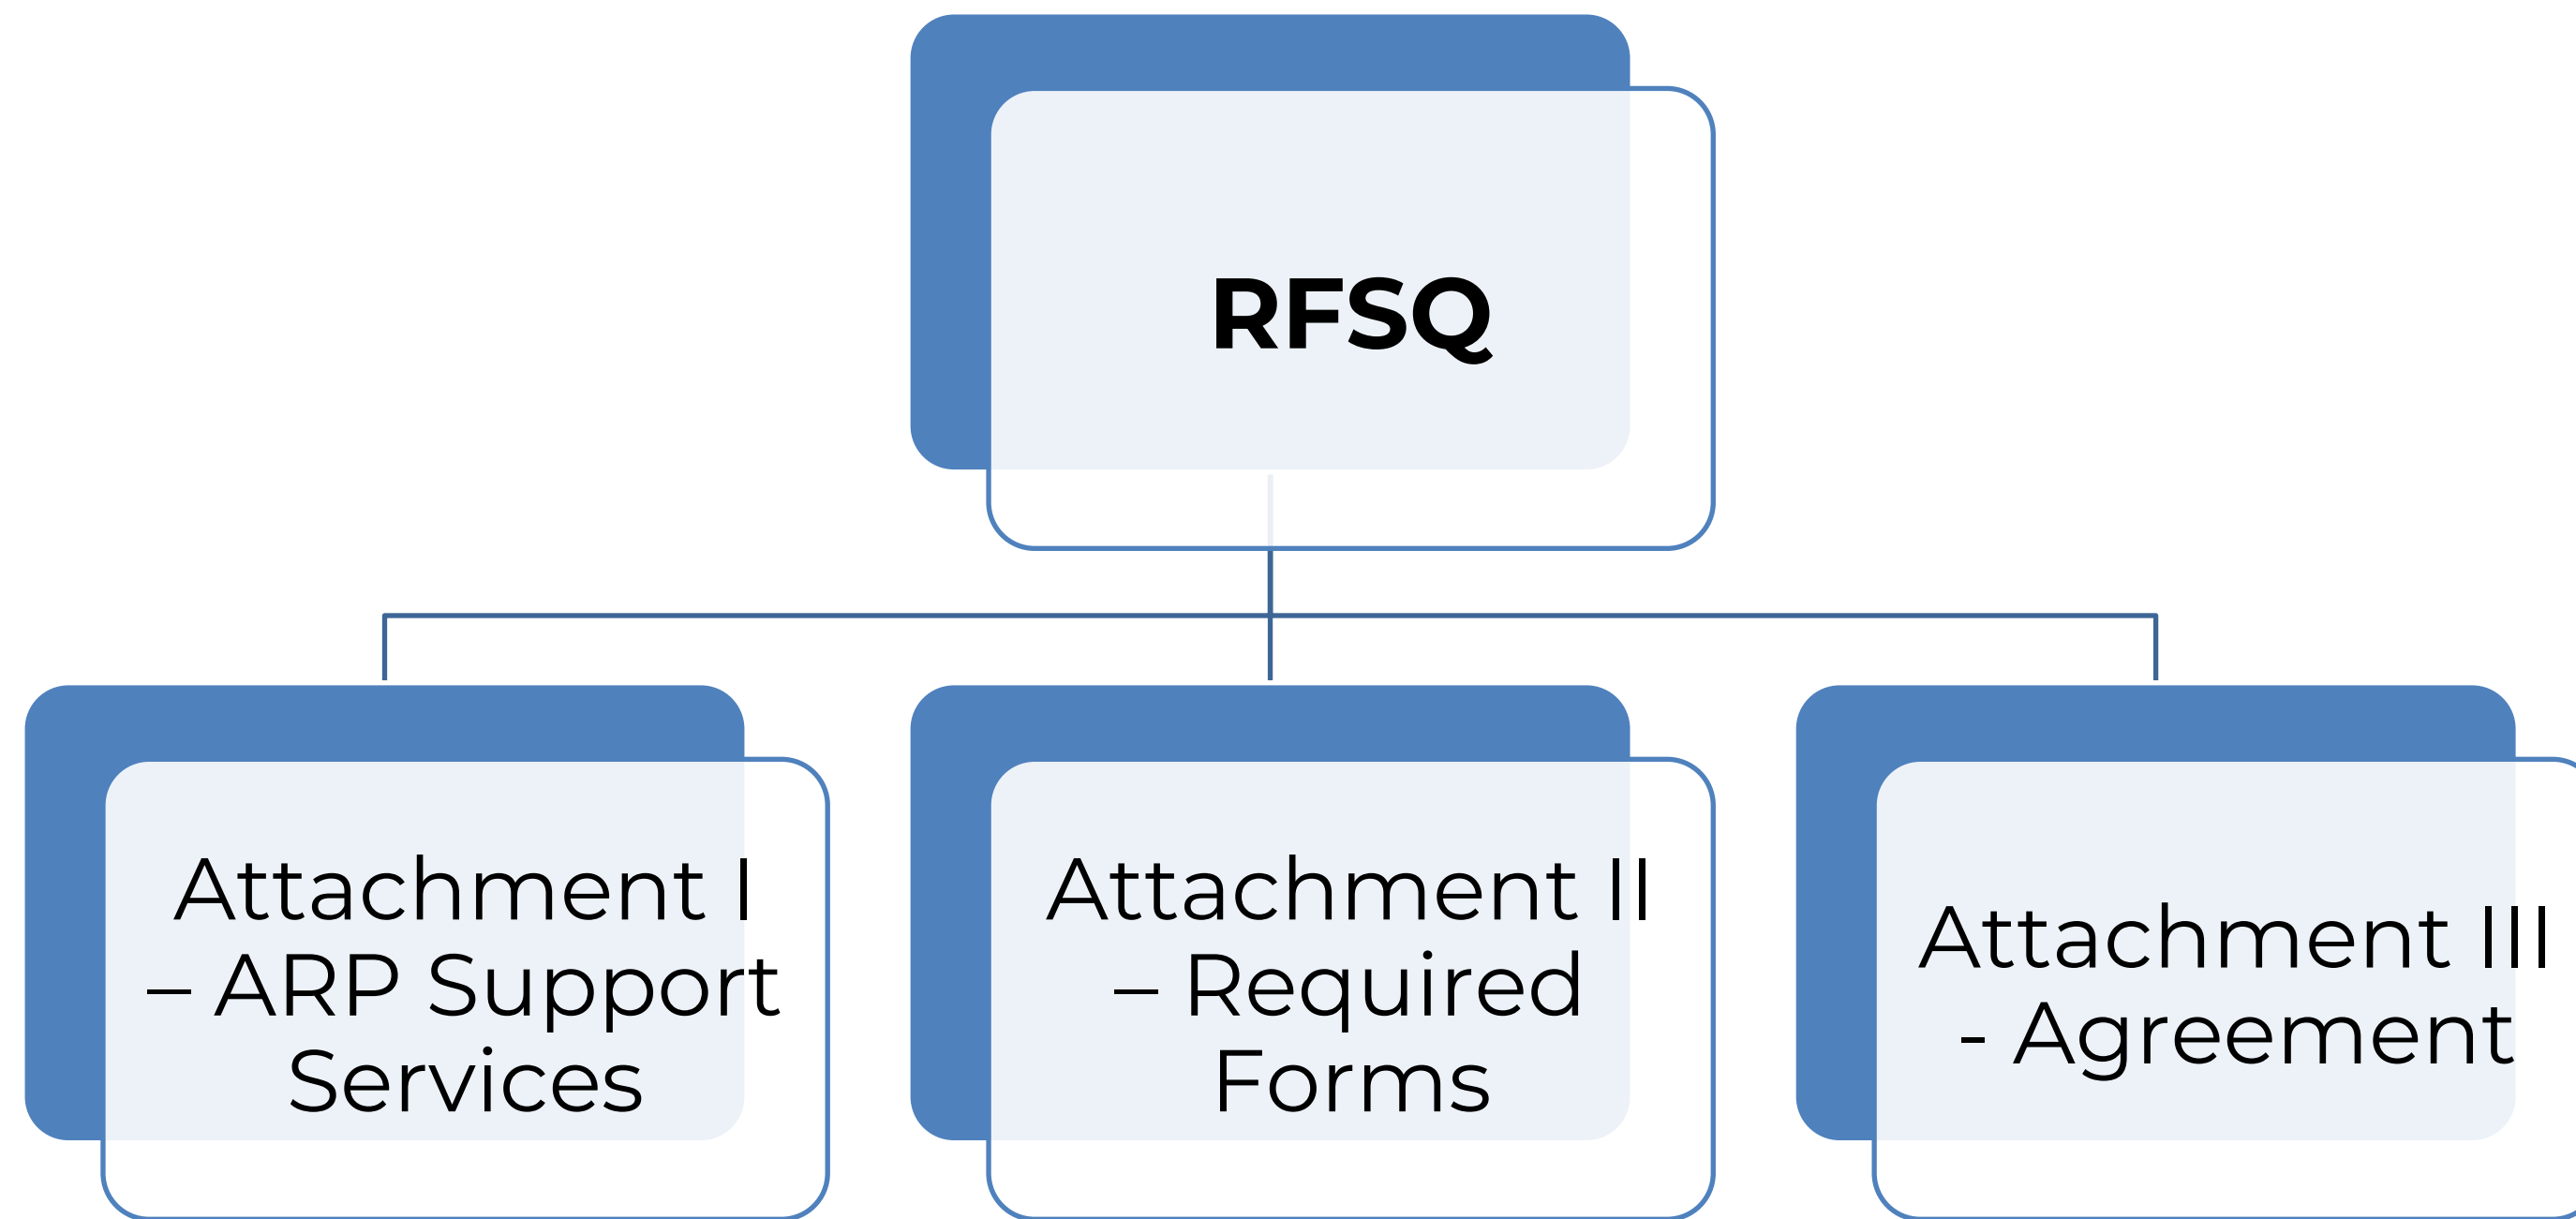 RFSQ
Attachment I
– ARP Support
Services
Attachment II
– Required
Forms
Attachment III
- Agreement